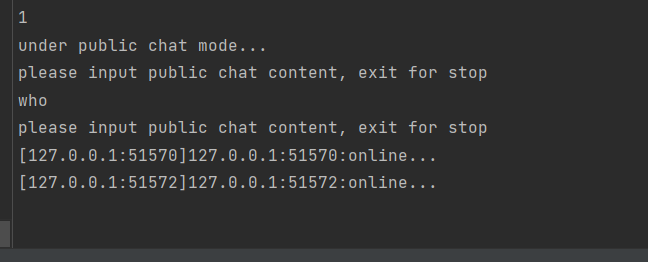 1
under public chat mode...
please input public chat content, exit for stop
who
please input public chat content, exit for stop
[127.0.0.1:51570]127.0.0.1:51570:online...
[127.0.0.1:51572]127.0.0.1:51572:online...